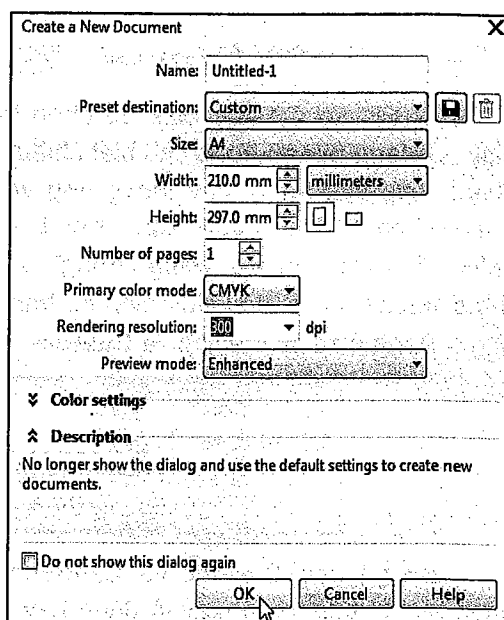 Create a New Document
Name: Untitled-1
Preset destination: Custom
Size: A4
Width: 210.0 mm millimeters
Height: 297.0 mm
Number of pages: 1
Primary color mode: CMYK
Rendering resolution: 300 dpi
Preview mode: Enhanced
Color settings
Description
No longer show the dialog and use the default settings to create new
documents.
Do not show this dialog again
OK Cancel Help